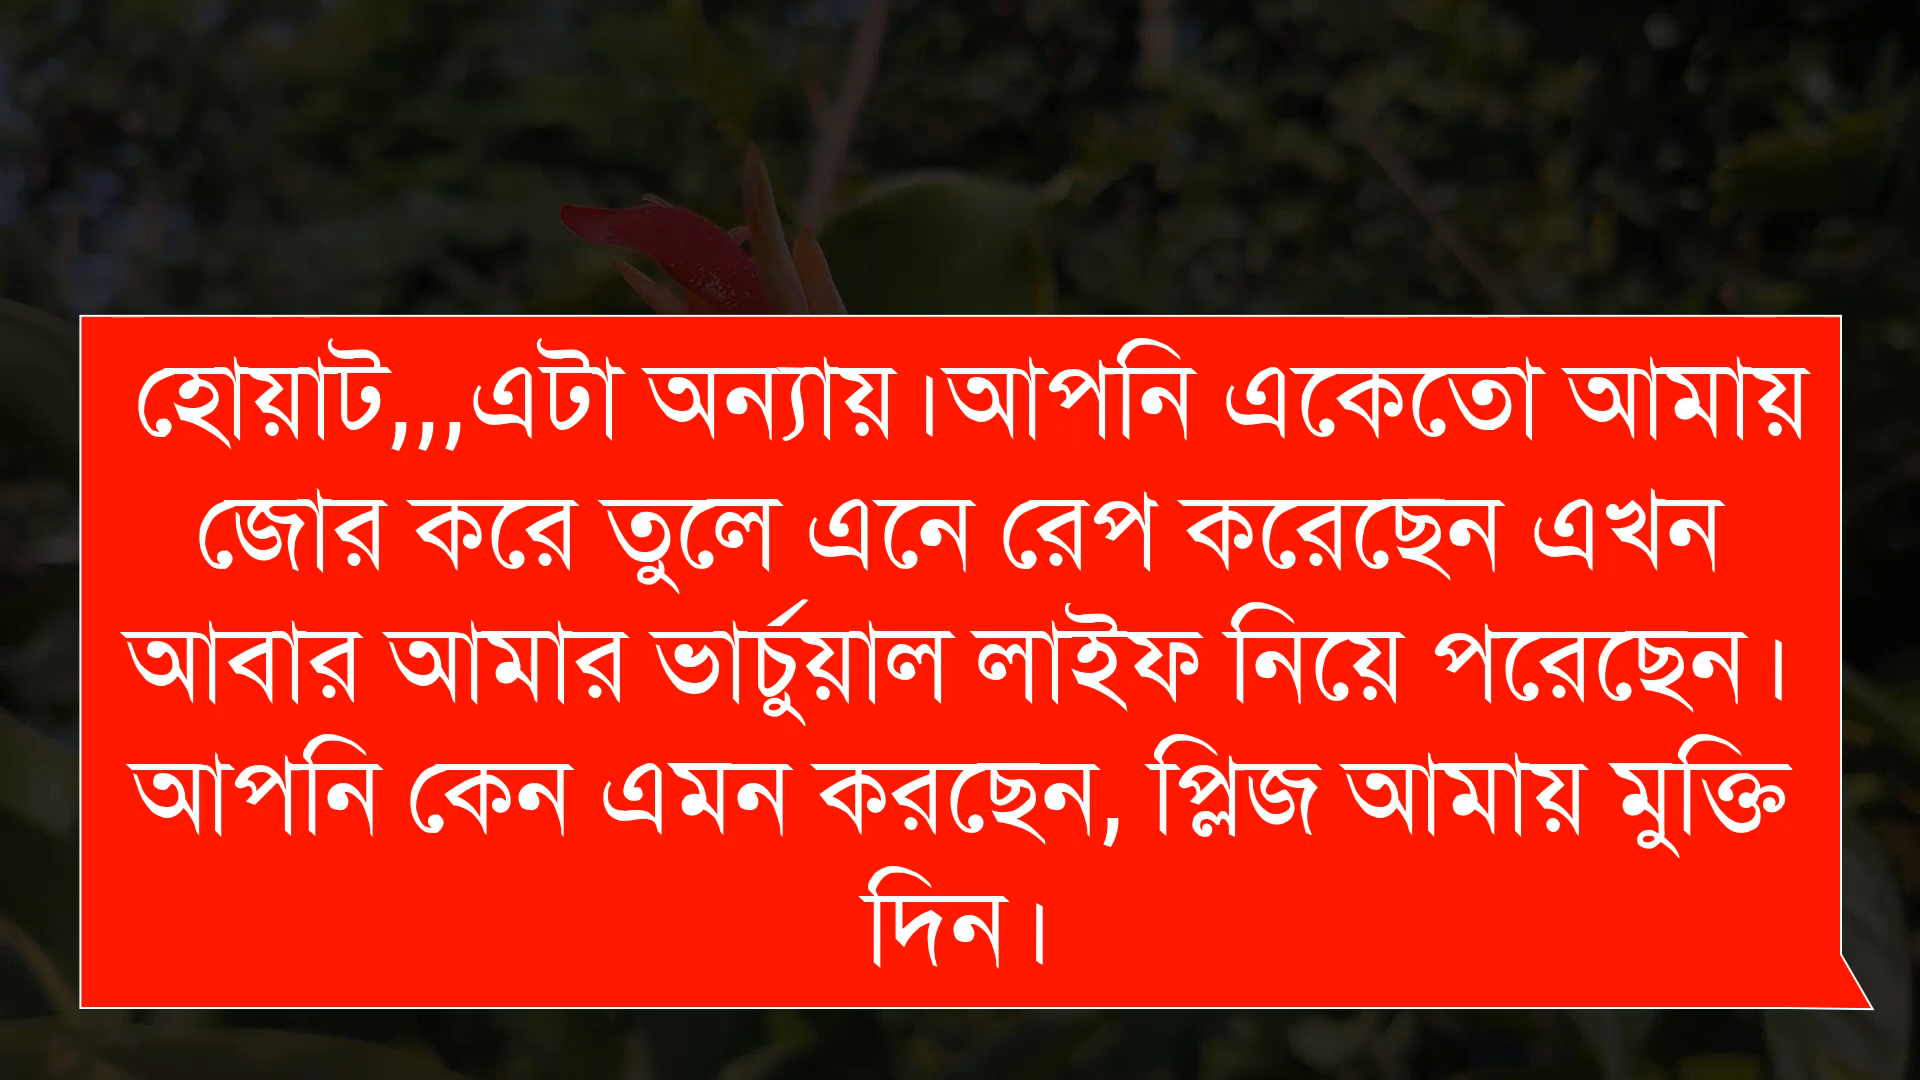 হোয়াট,,,এটা অন্যায়।আপনি একেতো আমায়
জোর করে তুলে এনে রেপ করেছেন এখন
আবার আমার ভার্চুয়াল লাইফ নিয়ে পরেছেন।
আপনি কেন এমন করছেন, প্লিজ আমায় মুক্তি
দিন।